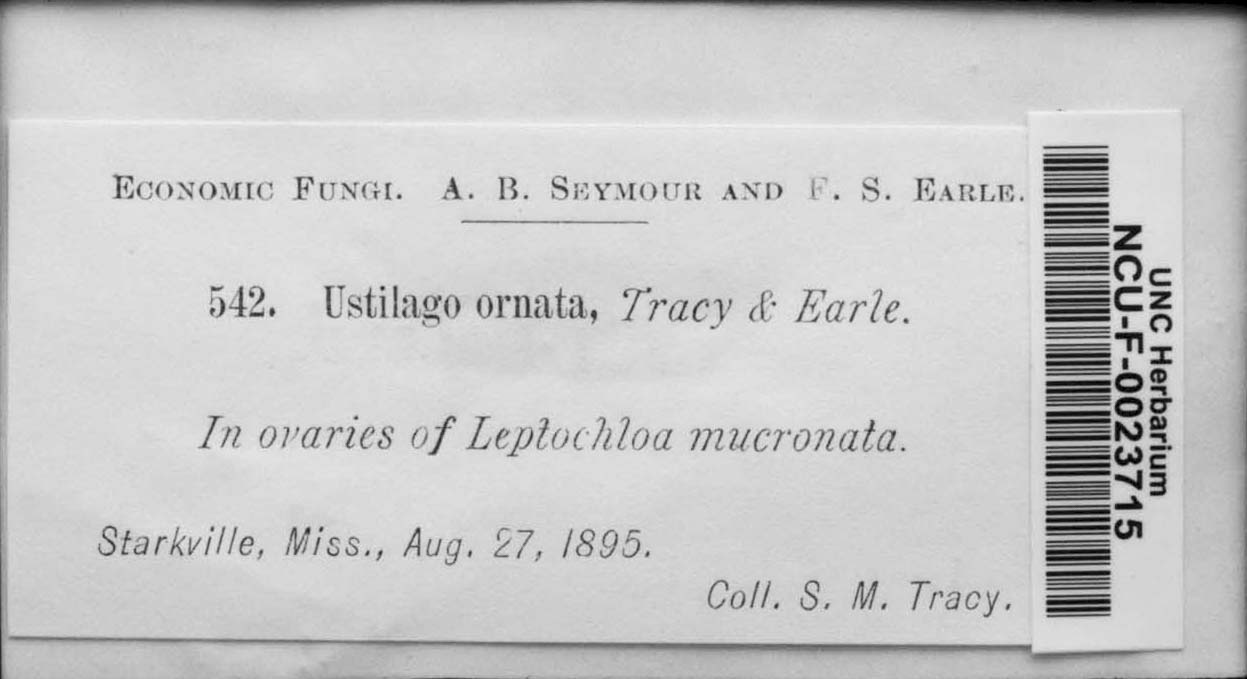 Economic Fungi. A. B. Seymour and F. S. Earle.
542. Ustilago ornata, Tracy & Earle.
In ovaries of Leptochloa mucronata.
Starkville, Miss., Aug. 27, 1895.
Coll. S. M. Tracy.
UNC Herbarium
NCU-F-0023715